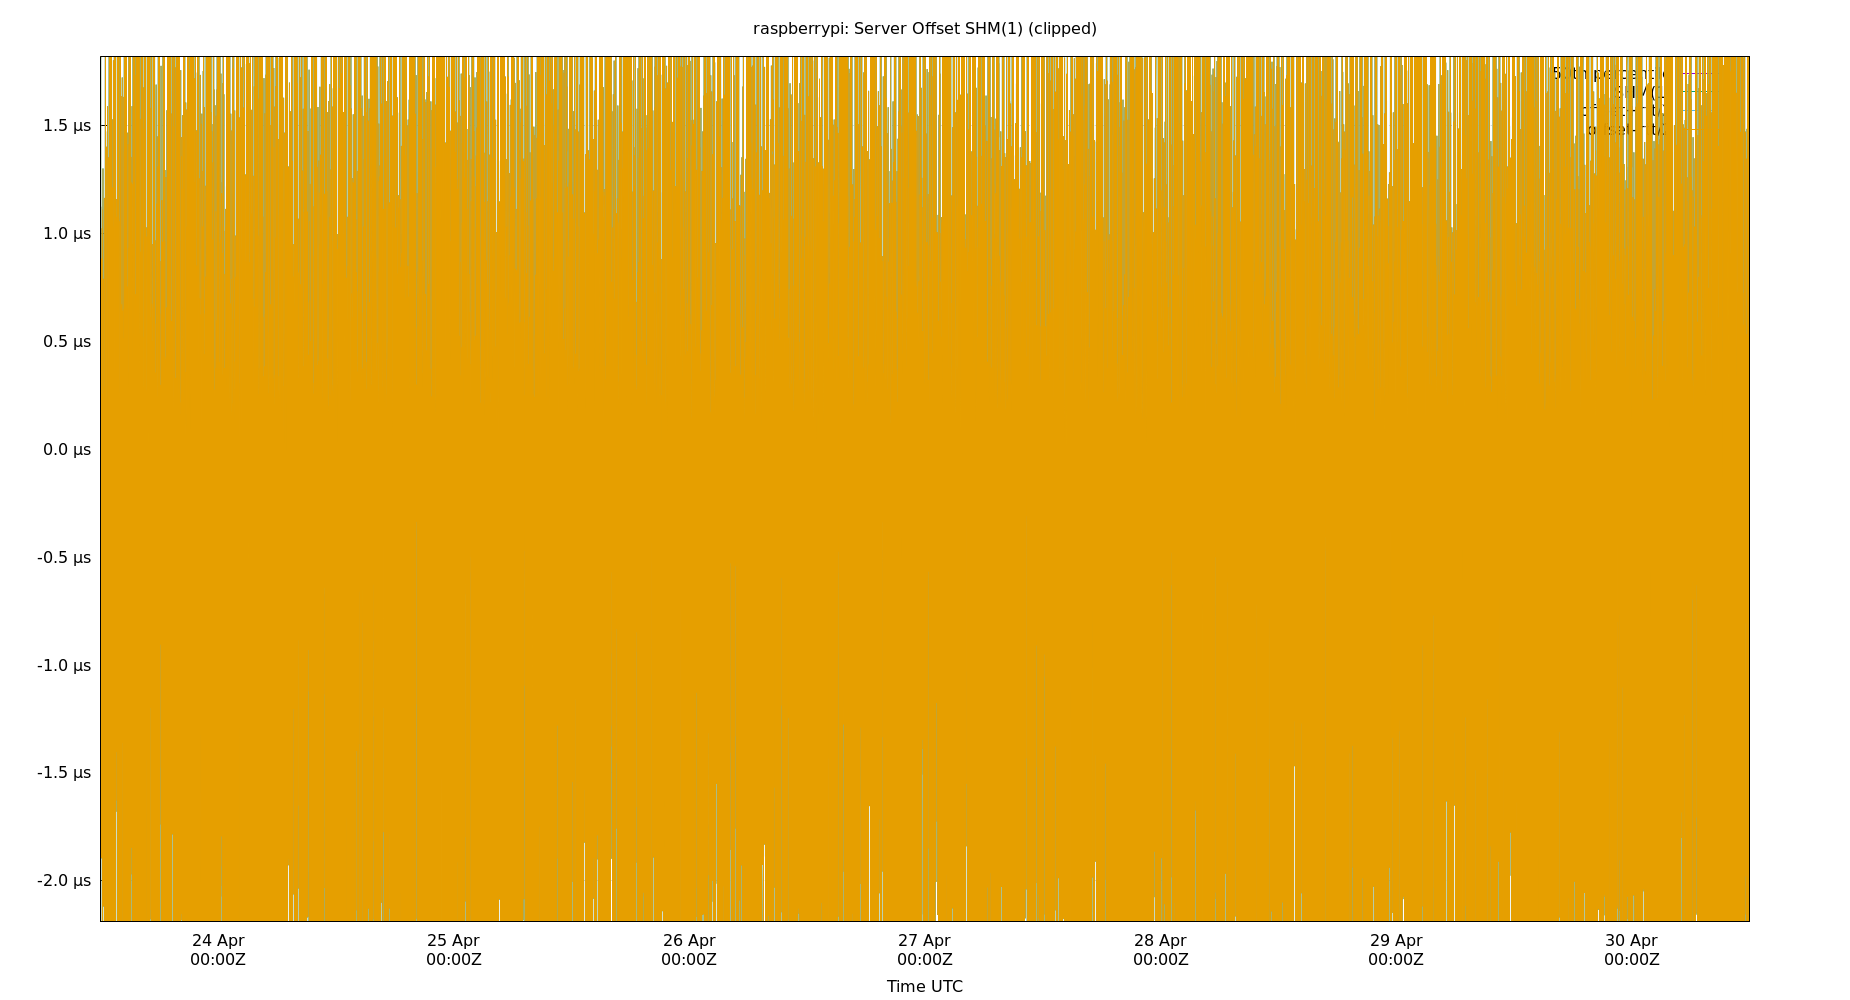 raspberrypi: Server Offset SHM(1) (clipped)
1.5 µs
1.0 µs
0.5 µs
0.0 µs
-0.5 µs
-1.0 µs
-1.5 µs
-2.0 µs
24 Apr
00:00Z
25 Apr
00:00Z
26 Apr
00:00Z
27 Apr
00:00Z
28 Apr
00:00Z
29 Apr
00:00Z
30 Apr
00:00Z
Time UTC